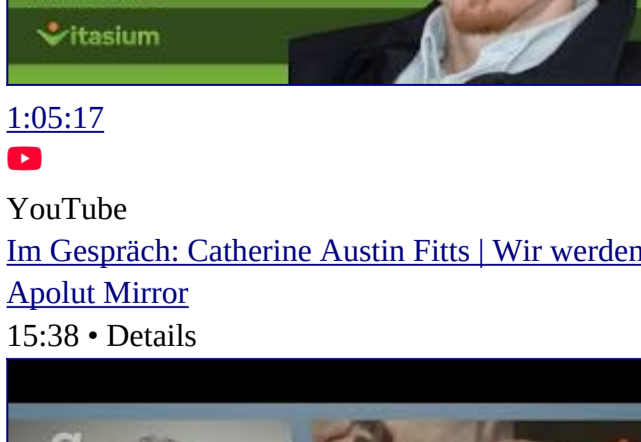 Vitasium
1:05:17
YouTube
Im Gespräch: Catherine Austin Fitts | Wir werden
Apolut Mirror
15:38 • Details